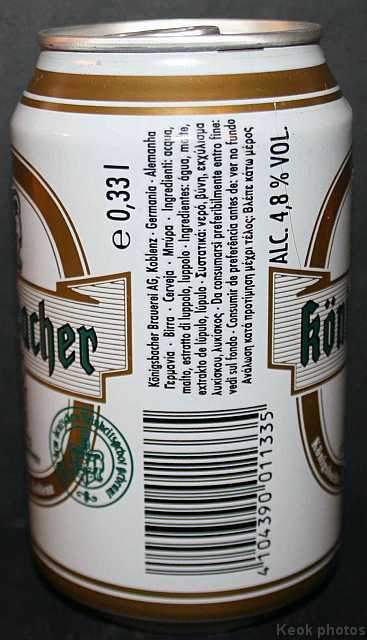 e 0,33 l
Königsbacher Brauerei AG, Koblenz · Germania · Alemanha
Γερμανία · Birra · Cerveja · Μπύρα · Ingredienti: acqua,
malto, estratto di luppolo, luppolo · Ingredientes: água, malte,
extrakto de lúpulo, lúpulo · Συστατικά: νερό, βύνη, εκχύλισμα
λυκίσκου, λυκίσκος · Da consumarsi preferibilmente entro fine:
vedi sul fondo · Consumir de preferência antes de: ver no fundo
Ανάλωση κατά προτίμηση μέχρι τέλος: Βλέπε κάτω μέρος
ALC. 4,8 % VOL.
acher
Kön
4 104390 011335
Keok photos